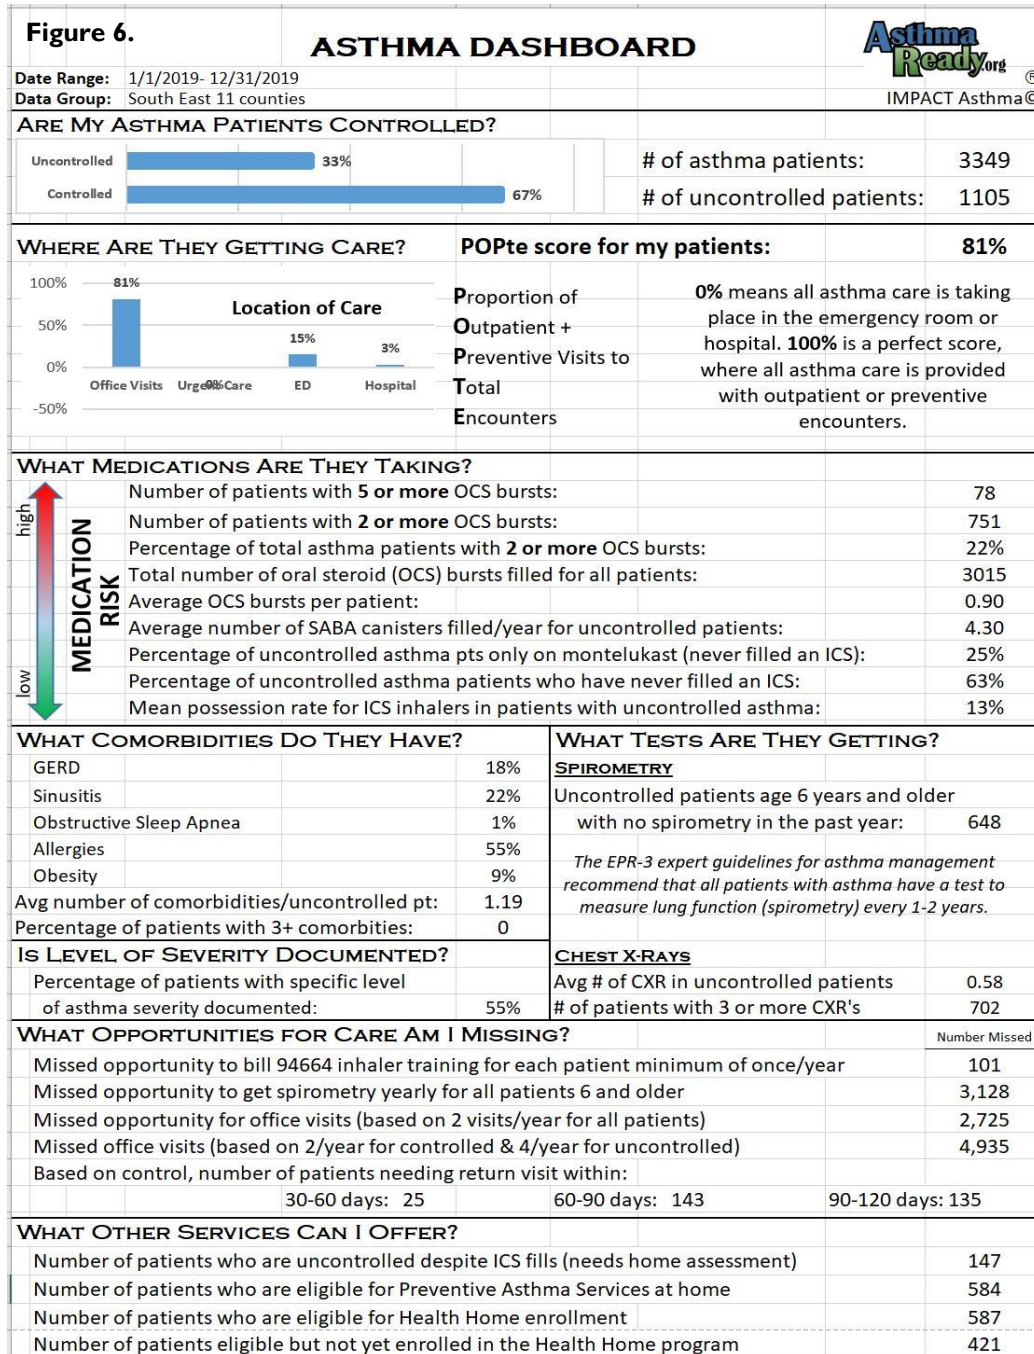 Figure 6.
ASTHMA DASHBOARD
Asthma
Ready.org
®
Date Range: 1/1/2019- 12/31/2019
Data Group: South East 11 counties
IMPACT Asthma©
ARE MY ASTHMA PATIENTS CONTROLLED?
Uncontrolled 33%
Controlled 67%
# of asthma patients: 3349
# of uncontrolled patients: 1105
WHERE ARE THEY GETTING CARE?
100%
50%
0%
-50%
Location of Care
81%
15%
3%
0%
Office Visits Urgent Care ED Hospital
POPte score for my patients: 81%
Proportion of
Outpatient +
Preventive Visits to
Total
Encounters
0% means all asthma care is taking
place in the emergency room or
hospital. 100% is a perfect score,
where all asthma care is provided
with outpatient or preventive
encounters.
WHAT MEDICATIONS ARE THEY TAKING?
high
low
MEDICATION
RISK
Number of patients with 5 or more OCS bursts: 78
Number of patients with 2 or more OCS bursts: 751
Percentage of total asthma patients with 2 or more OCS bursts: 22%
Total number of oral steroid (OCS) bursts filled for all patients: 3015
Average OCS bursts per patient: 0.90
Average number of SABA canisters filled/year for uncontrolled patients: 4.30
Percentage of uncontrolled asthma pts only on montelukast (never filled an ICS): 25%
Percentage of uncontrolled asthma patients who have never filled an ICS: 63%
Mean possession rate for ICS inhalers in patients with uncontrolled asthma: 13%
WHAT COMORBIDITIES DO THEY HAVE?
GERD 18%
Sinusitis 22%
Obstructive Sleep Apnea 1%
Allergies 55%
Obesity 9%
Avg number of comorbidities/uncontrolled pt: 1.19
Percentage of patients with 3+ comorbities: 0
IS LEVEL OF SEVERITY DOCUMENTED?
Percentage of patients with specific level
of asthma severity documented: 55%
WHAT TESTS ARE THEY GETTING?
SPIROMETRY
Uncontrolled patients age 6 years and older
with no spirometry in the past year: 648
The EPR-3 expert guidelines for asthma management
recommend that all patients with asthma have a test to
measure lung function (spirometry) every 1-2 years.
CHEST X-RAYS
Avg # of CXR in uncontrolled patients 0.58
# of patients with 3 or more CXR's 702
WHAT OPPORTUNITIES FOR CARE AM I MISSING?
Number Missed
Missed opportunity to bill 94664 inhaler training for each patient minimum of once/year 101
Missed opportunity to get spirometry yearly for all patients 6 and older 3,128
Missed opportunity for office visits (based on 2 visits/year for all patients) 2,725
Missed office visits (based on 2/year for controlled & 4/year for uncontrolled) 4,935
Based on control, number of patients needing return visit within:
30-60 days: 25 60-90 days: 143 90-120 days: 135
WHAT OTHER SERVICES CAN I OFFER?
Number of patients who are uncontrolled despite ICS fills (needs home assessment) 147
Number of patients who are eligible for Preventive Asthma Services at home 584
Number of patients who are eligible for Health Home enrollment 587
Number of patients eligible but not yet enrolled in the Health Home program 421